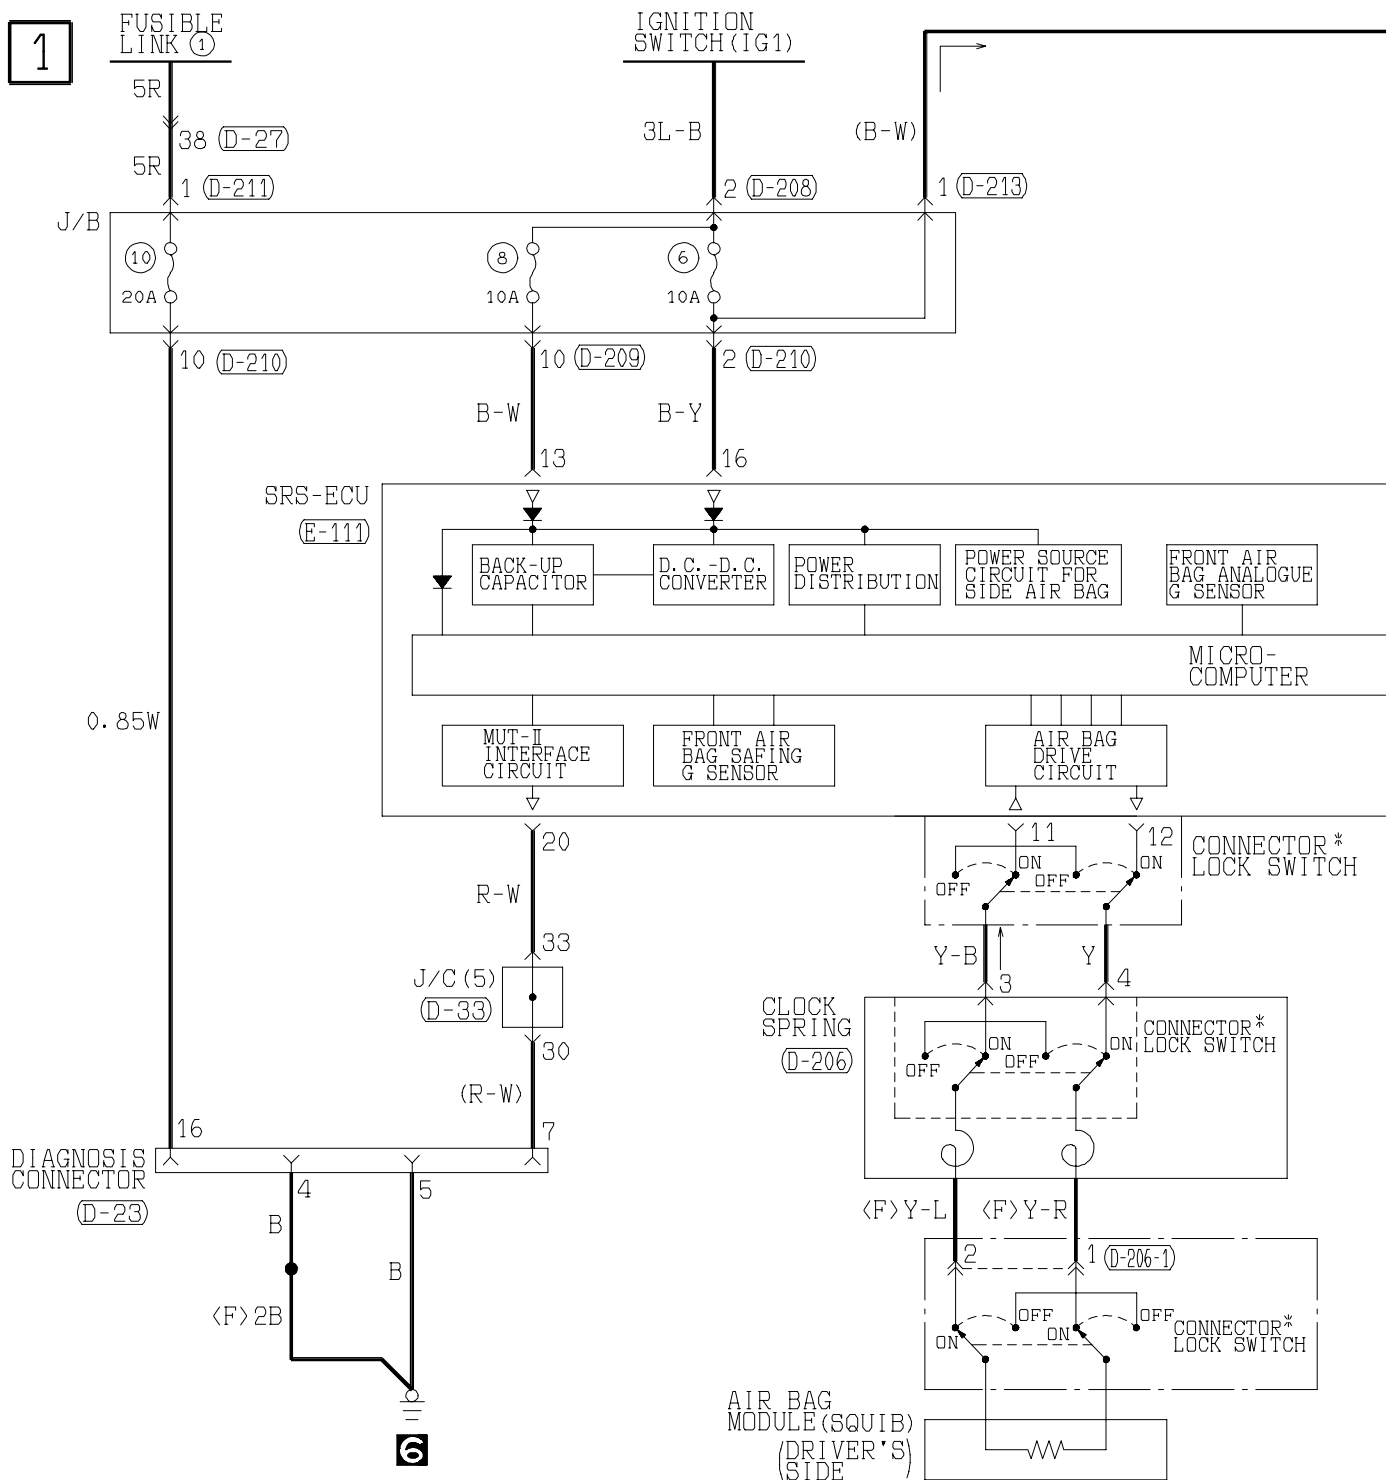 1
FUSIBLE
LINK ①
IGNITION
SWITCH(IG1)
5R
38 (D-27)
5R
3L-B
(B-W)
1 (D-211)
2 (D-208)
1 (D-213)
J/B
10
8
6
20A
10A
10A
10 (D-210)
10 (D-209)
2 (D-210)
B-W
B-Y
13
16
SRS-ECU
(E-111)
BACK-UP
CAPACITOR
D.C.-D.C.
CONVERTER
POWER
DISTRIBUTION
POWER SOURCE
CIRCUIT FOR
SIDE AIR BAG
FRONT AIR
BAG ANALOGUE
G SENSOR
MICRO-
COMPUTER
0.85W
MUT-Ⅱ
INTERFACE
CIRCUIT
FRONT AIR
BAG SAFING
G SENSOR
AIR BAG
DRIVE
CIRCUIT
20
11
12
CONNECTOR*
LOCK SWITCH
OFF
ON
OFF
ON
R-W
33
Y-B
Y
J/C(5)
(D-33)
3
4
CLOCK
SPRING
(D-206)
CONNECTOR*
LOCK SWITCH
OFF
ON
OFF
ON
30
(R-W)
16
7
DIAGNOSIS
CONNECTOR
(D-23)
4
5
<F>Y-L
<F>Y-R
B
B
2
1 (D-206-1)
<F>2B
ON
OFF
ON
OFF
CONNECTOR*
LOCK SWITCH
6
AIR BAG
MODULE(SQUIB)
(DRIVER'S)
(SIDE